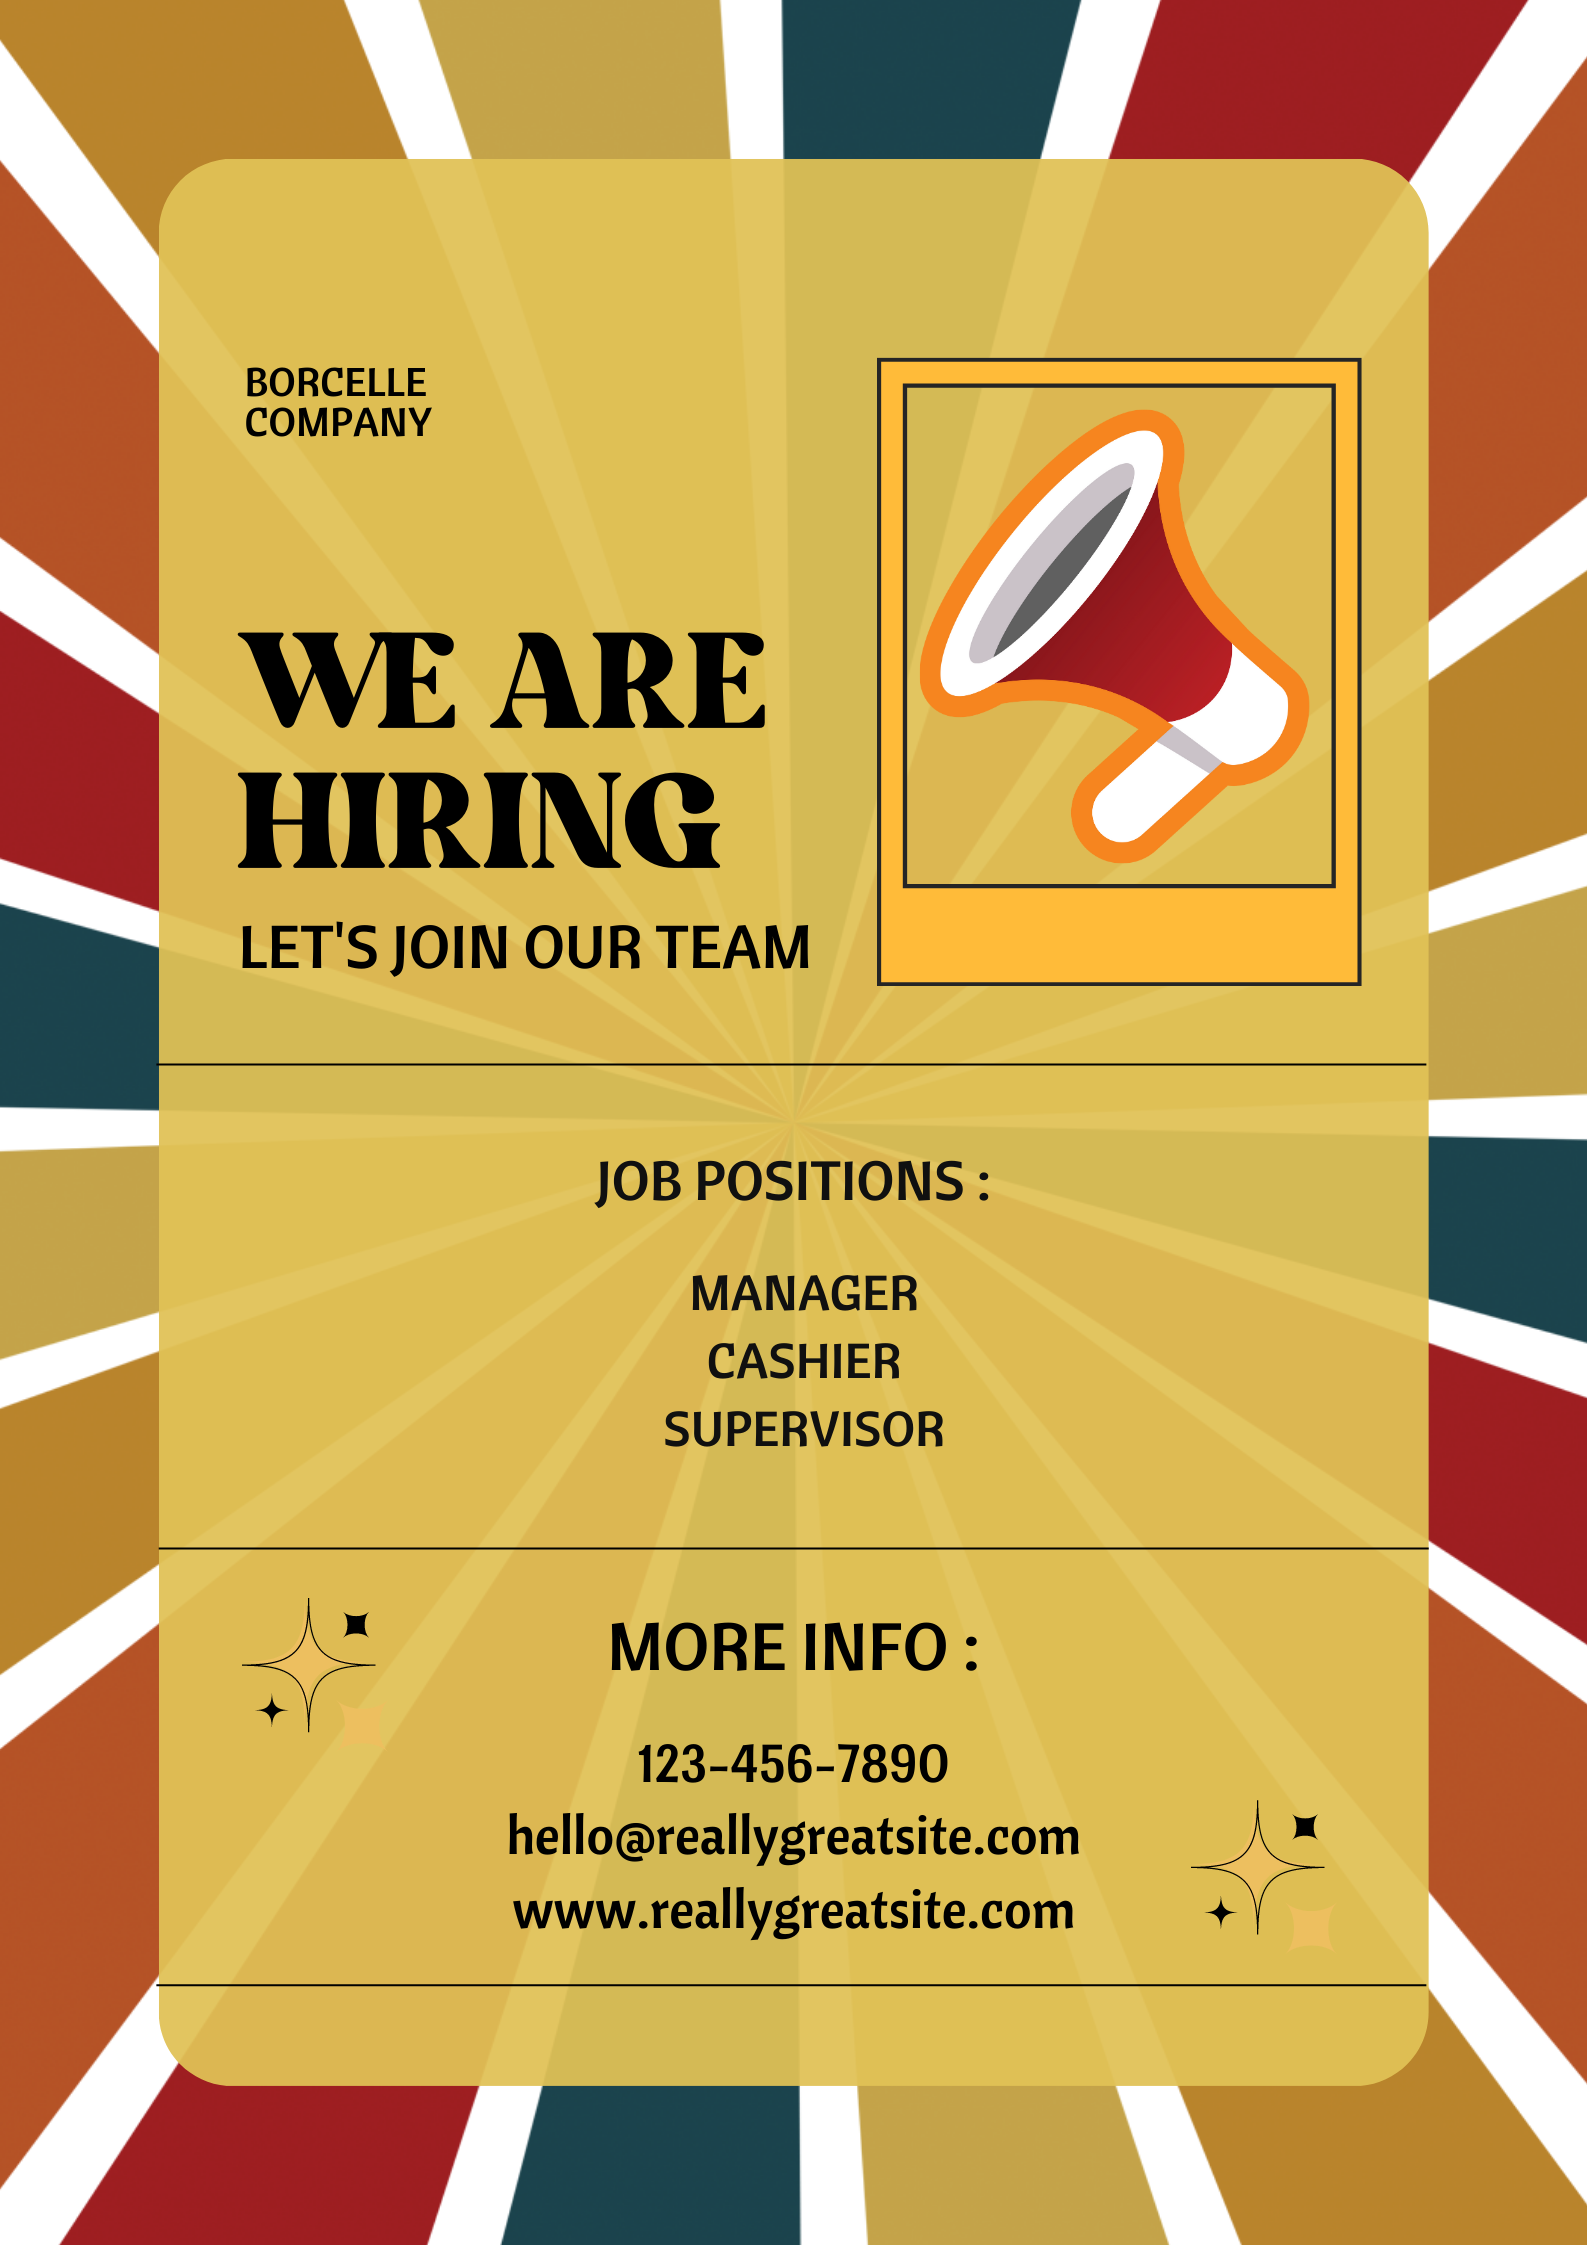 BORCELLE
COMPANY
WE ARE
HIRING
LET'S JOIN OUR TEAM
JOB POSITIONS :
MANAGER
CASHIER
SUPERVISOR
MORE INFO :
123-456-7890
hello@reallygreatsite.com
www.reallygreatsite.com